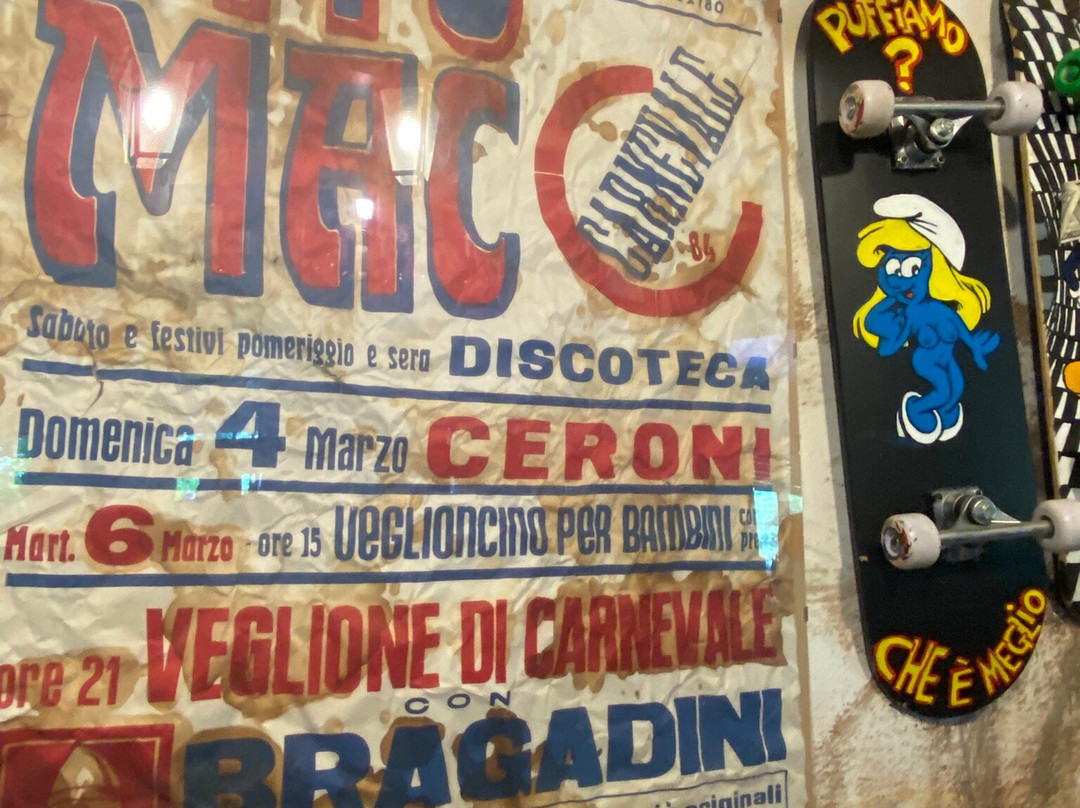 MAC
CARNEVALE
-84
Sabato e festivi pomeriggio e sera DISCOTECA
Domenica 4 Marzo CERONI
Mart. 6 Marzo - ore 15 VEGLIONCINO PER BAMBINI
ore 21 VEGLIONE DI CARNEVALE
CON
BRAGADINI
originali
PUFFIAMO
?
CHE È MEGLIO